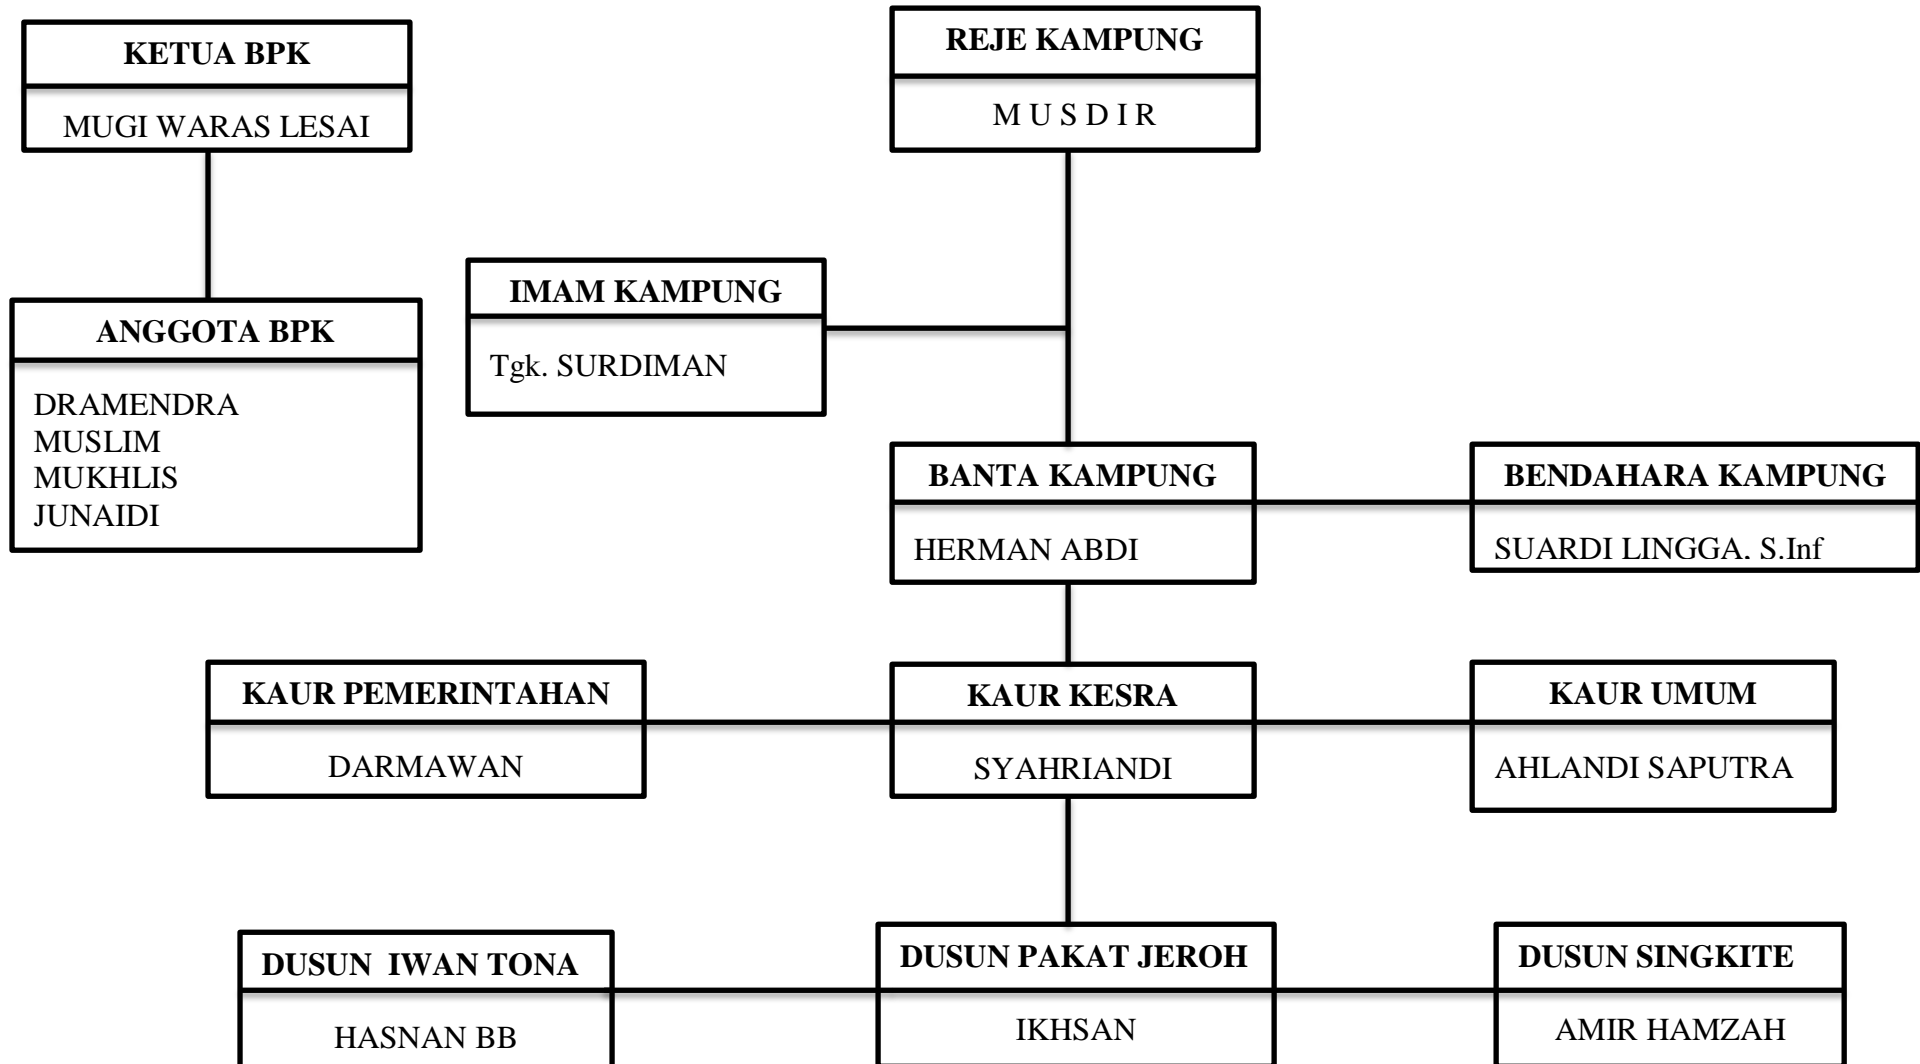 KETUA BPK
MUGI WARAS LESAI
REJE KAMPUNG
M U S D I R
IMAM KAMPUNG
Tgk. SURDIMAN
ANGGOTA BPK
DRAMENDRA
MUSLIM
MUKHLIS
JUNAIDI
BANTA KAMPUNG
HERMAN ABDI
BENDAHARA KAMPUNG
SUARDI LINGGA. S.Inf
KAUR PEMERINTAHAN
DARMAWAN
KAUR KESRA
SYAHRIANDI
KAUR UMUM
AHLANDI SAPUTRA
DUSUN IWAN TONA
HASNAN BB
DUSUN PAKAT JEROH
IKHSAN
DUSUN SINGKITE
AMIR HAMZAH